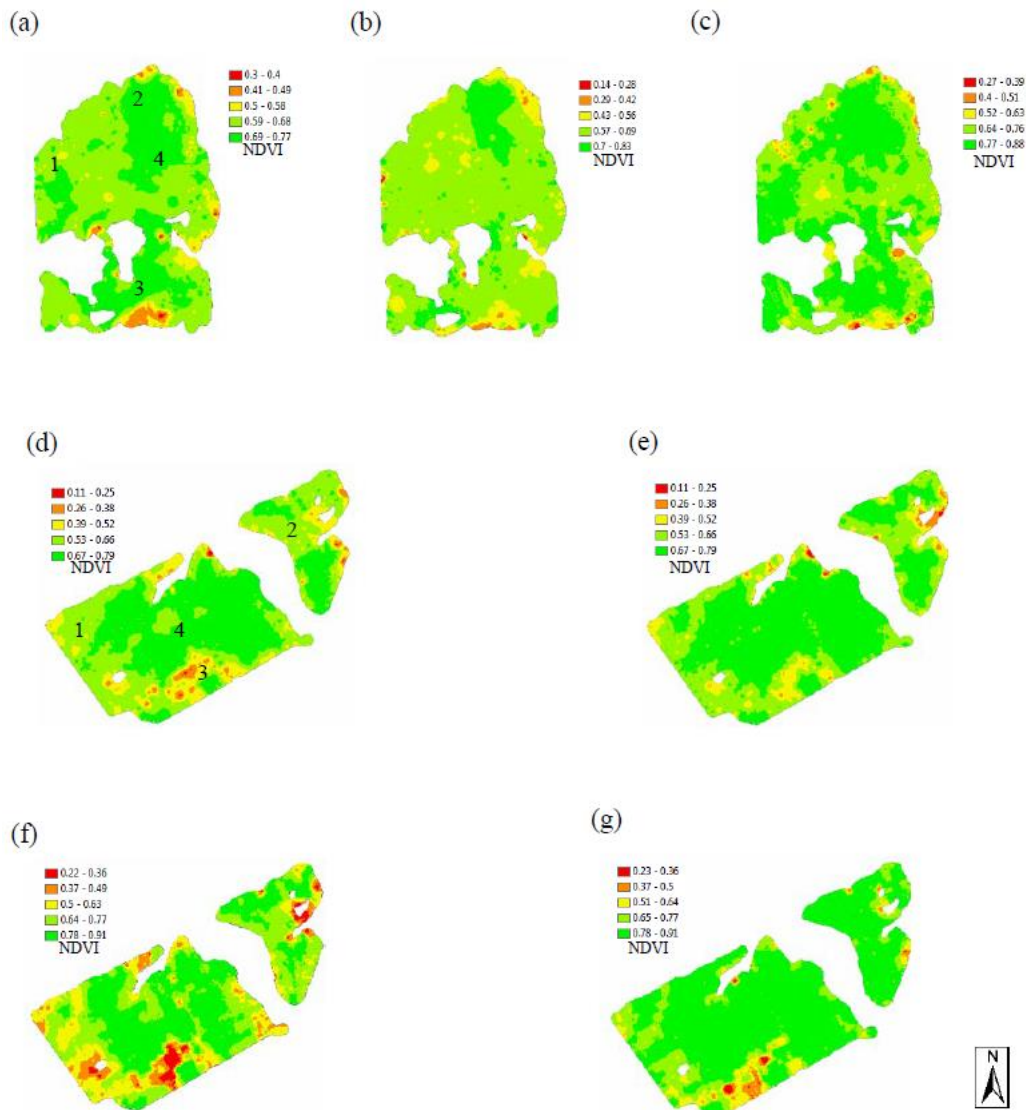 (a)
0.3 - 0.4
0.41 - 0.49
0.5 - 0.58
0.59 - 0.68
0.69 - 0.77
NDVI
2
1
4
3
(b)
0.14 - 0.28
0.29 - 0.42
0.43 - 0.56
0.57 - 0.69
0.7 - 0.83
NDVI
(c)
0.27 - 0.39
0.4 - 0.51
0.52 - 0.63
0.64 - 0.76
0.77 - 0.88
NDVI
(d)
0.11 - 0.25
0.26 - 0.38
0.39 - 0.52
0.53 - 0.66
0.67 - 0.79
NDVI
2
1
4
3
(e)
0.11 - 0.25
0.26 - 0.38
0.39 - 0.52
0.53 - 0.66
0.67 - 0.79
NDVI
(f)
0.22 - 0.36
0.37 - 0.49
0.5 - 0.63
0.64 - 0.77
0.78 - 0.91
NDVI
(g)
0.23 - 0.36
0.37 - 0.5
0.51 - 0.64
0.65 - 0.77
0.78 - 0.91
NDVI
N